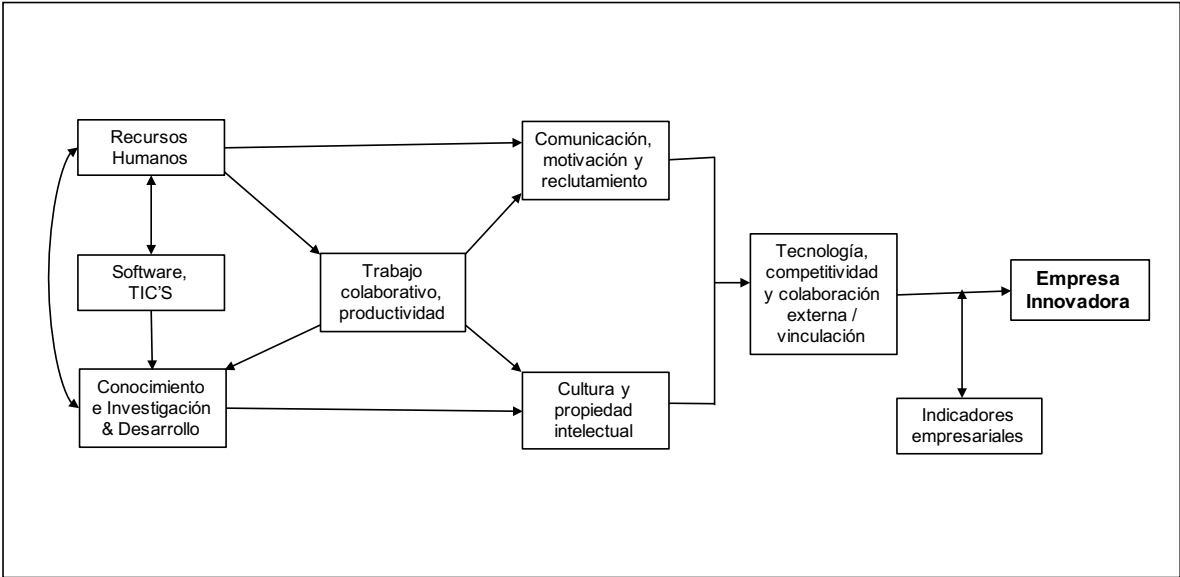 Recursos
Humanos
Software,
TIC'S
Conocimiento
e Investigación
& Desarrollo
Trabajo
colaborativo,
productividad
Comunicación,
motivación y
reclutamiento
Cultura y
propiedad
intelectual
Tecnología,
competitividad
y colaboración
externa /
vinculación
Empresa
Innovadora
Indicadores
empresariales